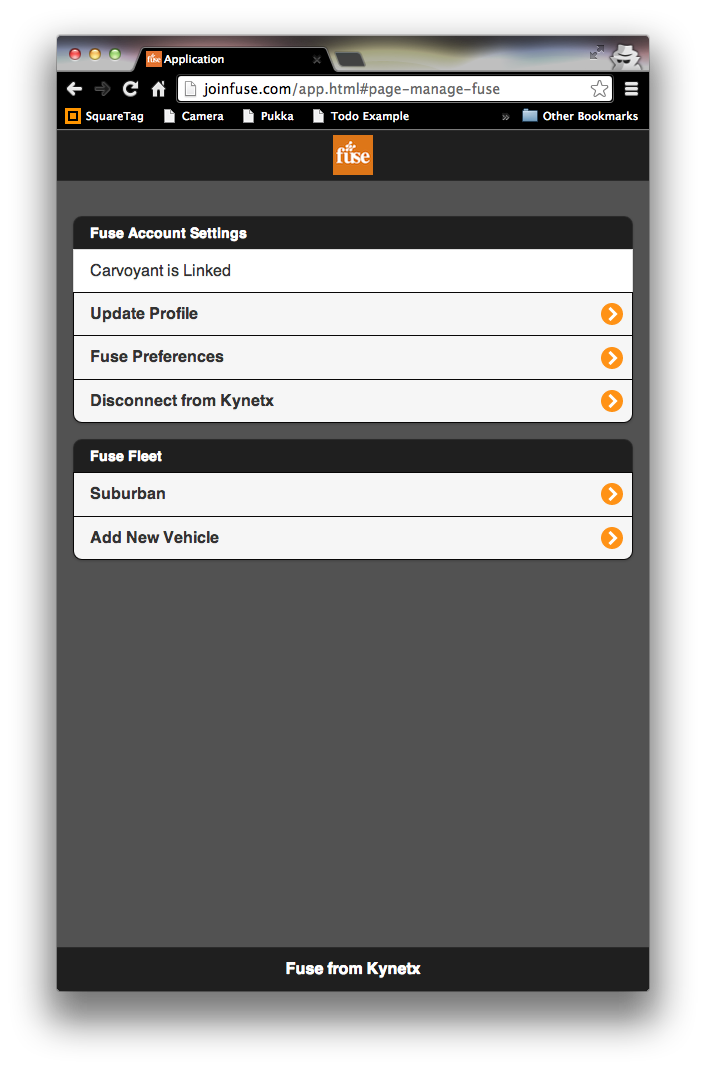 fuse Application
joinfuse.com/app.html#page-manage-fuse
SquareTag Camera Pukka Todo Example » Other Bookmarks
fuse
Fuse Account Settings
Carvoyant is Linked
Update Profile
Fuse Preferences
Disconnect from Kynetx
Fuse Fleet
Suburban
Add New Vehicle
Fuse from Kynetx